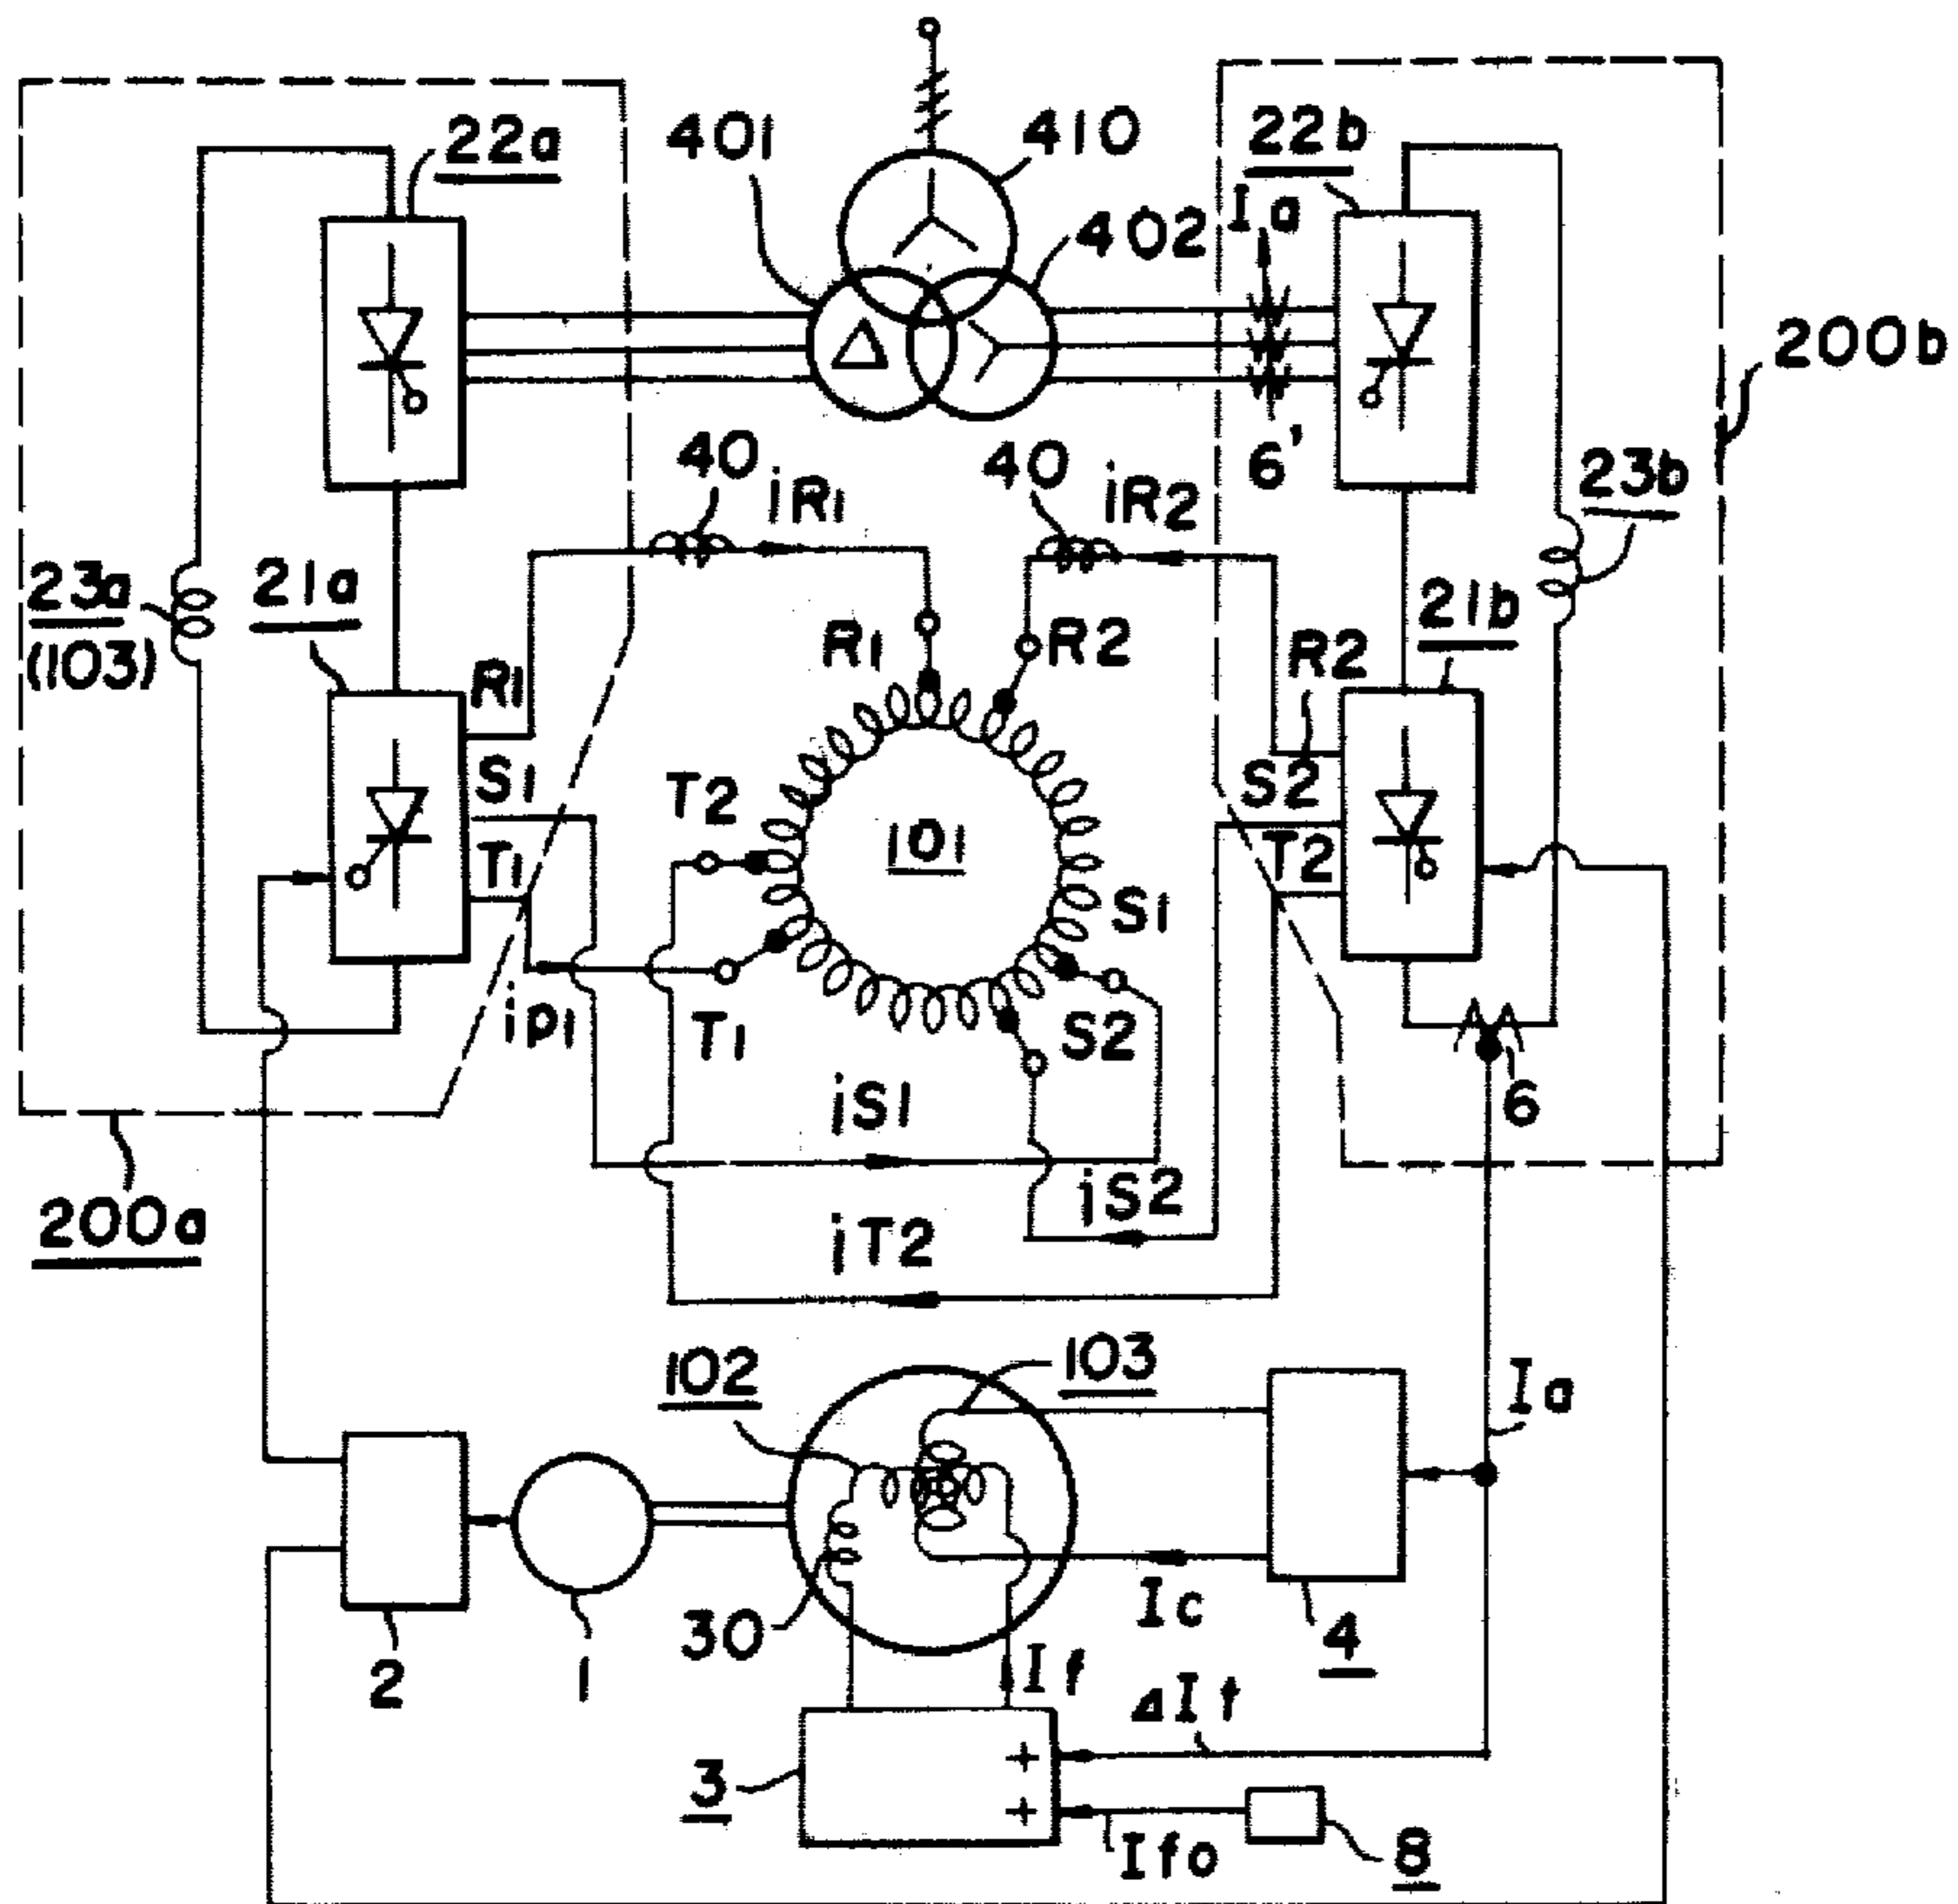 401
410
22a
22b
402
Ia
200b
6'
40
iR1
40
iR2
23b
23a
(103)
21a
21b
R1
R2
R1
R2
S1
T2
S2
101
T1
T2
S1
ip1
T1
S2
6
iS1
200a
iS2
iT2
102
103
Ia
Ic
30
4
2
1
If
ΔIf
3
+
+
Ifo
8